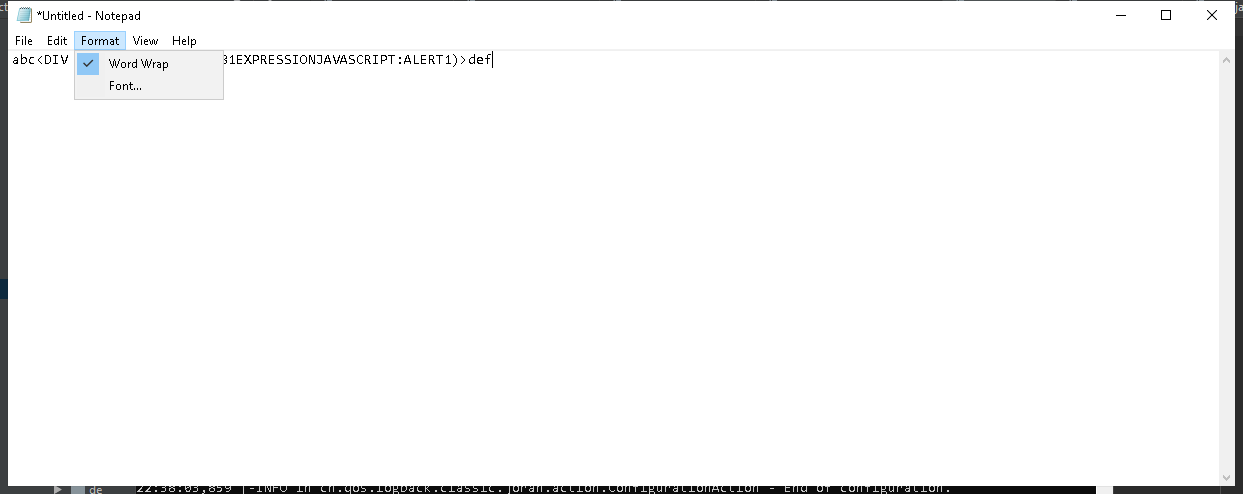 *Untitled - Notepad
File Edit Format View Help
abc<DIV 31EXPRESSIONJAVASCRIPT:ALERT1)>def
Word Wrap
Font...
de 22:38:03,859 |-INFO in ch.qos.logback.classic.joran.action.ConfigurationAction - End of configuration.